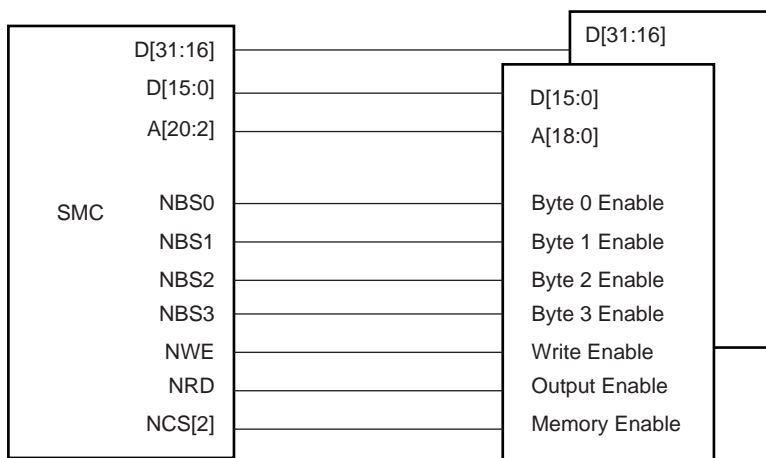 D[31:16] D[31:16]
D[15:0] D[15:0]
A[20:2] A[18:0]
NBS0 Byte 0 Enable
SMC
NBS1 Byte 1 Enable
NBS2 Byte 2 Enable
NBS3 Byte 3 Enable
NWE Write Enable
NRD Output Enable
NCS[2] Memory Enable